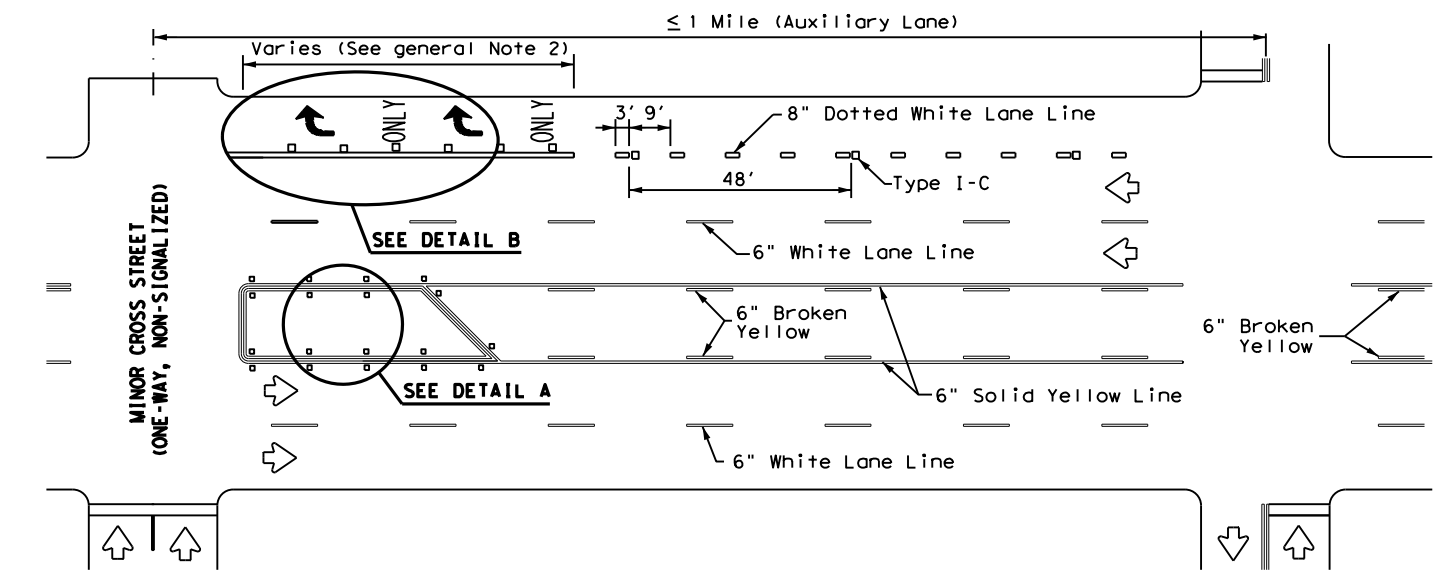 ≤ 1 Mile (Auxiliary Lane)
Varies (See general Note 2)
ONLY
ONLY
3' 9'
8" Dotted White Lane Line
48'
Type I-C
SEE DETAIL B
6" White Lane Line
MINOR CROSS STREET
(ONE-WAY, NON-SIGNALIZED)
6" Broken
Yellow
6" Broken
Yellow
SEE DETAIL A
6" Solid Yellow Line
6" White Lane Line